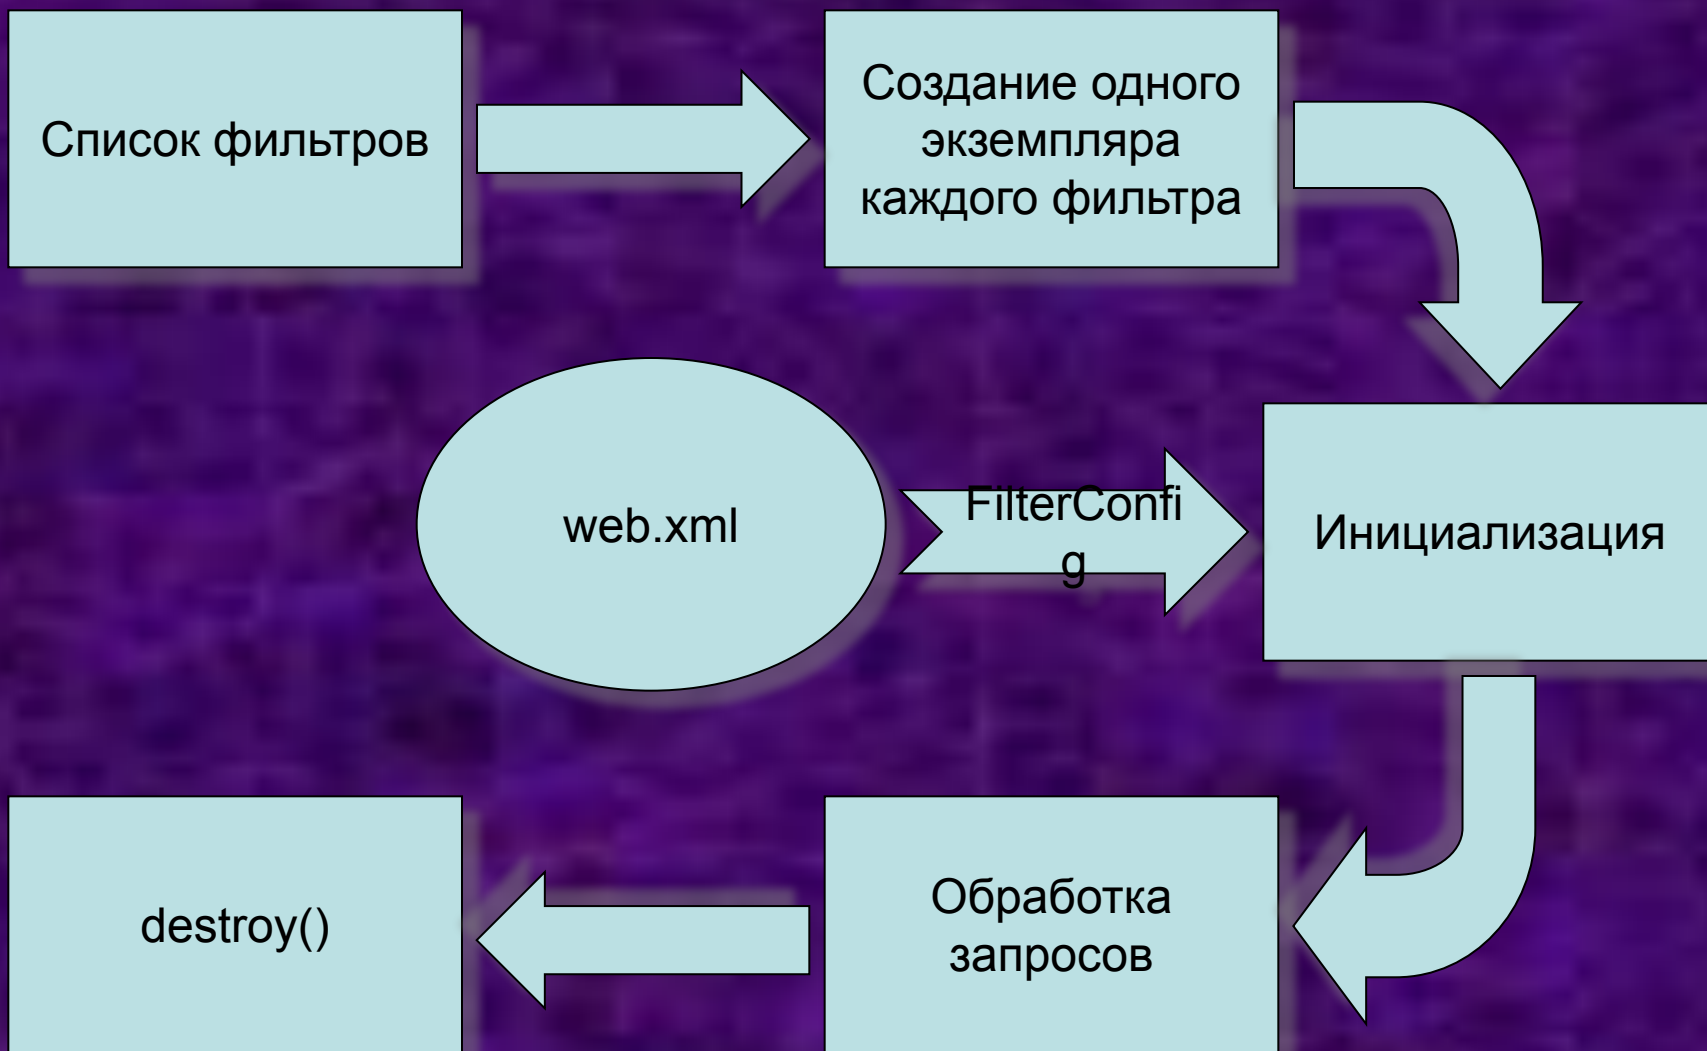 Список фильтров
Создание одного
экземпляра
каждого фильтра
web.xml
FilterConfi
g
Инициализация
destroy()
Обработка
запросов